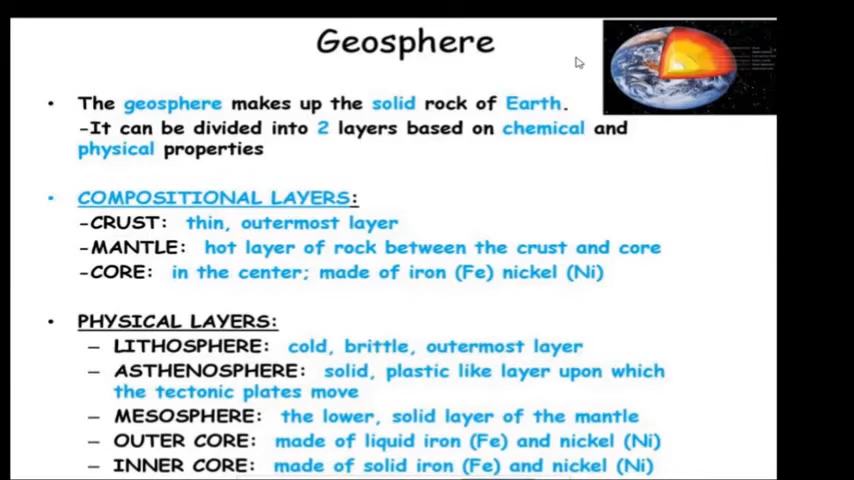 Geosphere
• The geosphere makes up the solid rock of Earth.
-It can be divided into 2 layers based on chemical and
physical properties
• COMPOSITIONAL LAYERS:
-CRUST: thin, outermost layer
-MANTLE: hot layer of rock between the crust and core
-CORE: in the center; made of iron (Fe) nickel (Ni)
• PHYSICAL LAYERS:
– LITHOSPHERE: cold, brittle, outermost layer
– ASTHENOSPHERE: solid, plastic like layer upon which
the tectonic plates move
– MESOSPHERE: the lower, solid layer of the mantle
– OUTER CORE: made of liquid iron (Fe) and nickel (Ni)
– INNER CORE: made of solid iron (Fe) and nickel (Ni)